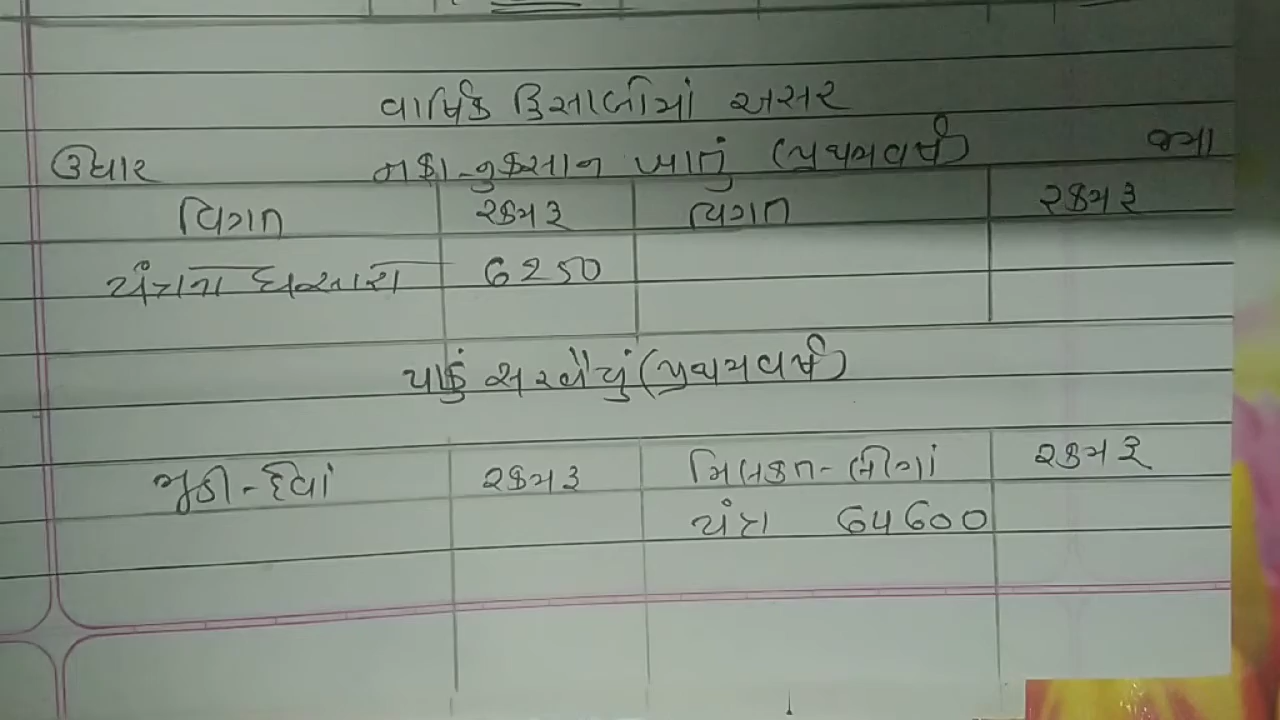 વાર્ષિક હિસાબોમાં અસર
ઉધાર નફા-નુકસાન ખાતું (પ્રથમવર્ષ) જમા
વિગત રકમ રૂ વિગત રકમ રૂ
યંત્રના ઘસારા 6250
પાકું સરવૈયું (પ્રથમવર્ષ)
મૂડી-દેવાં રકમ રૂ મિલકત-લેણાં રકમ રૂ
યંત્ર 64600